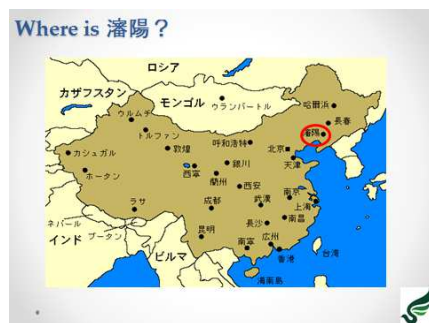 Where is 瀋陽？
ロシア
カザフスタン
モンゴル
ウランバートル
哈爾浜
ウルムチ
長春
トルファン
瀋陽
呼和浩特
カシュガル
敦煌
北京
銀川
天津
ホータン
西寧
蘭州
西安
ラサ
成都
武漢
南京
上海
ネパール
ブータン
長沙
南昌
インド
昆明
ビルマ
南寧
広州
台湾
香港
海南島